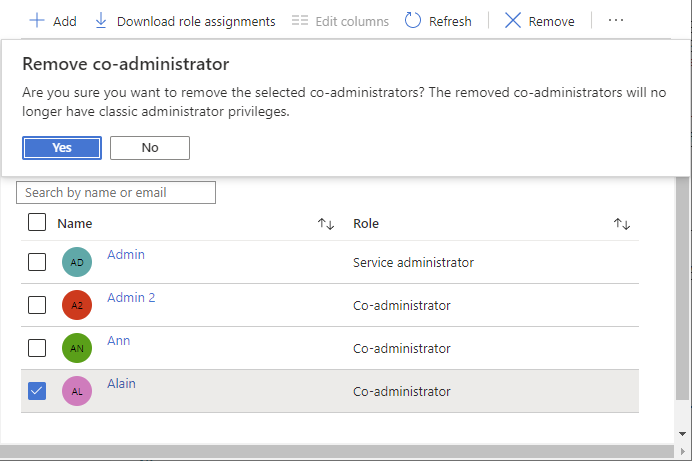 Add Download role assignments Edit columns Refresh Remove ...
Remove co-administrator
Are you sure you want to remove the selected co-administrators? The removed co-administrators will no
longer have classic administrator privileges.
Yes No
Search by name or email
Name Role
AD Admin Service administrator
A2 Admin 2 Co-administrator
AN Ann Co-administrator
AL Alain Co-administrator